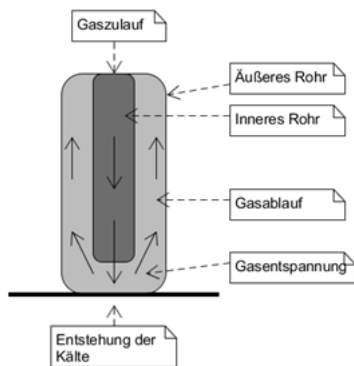 Gaszulauf
Äußeres Rohr
Inneres Rohr
Gasablauf
Gasentspannung
Entstehung der
Kälte